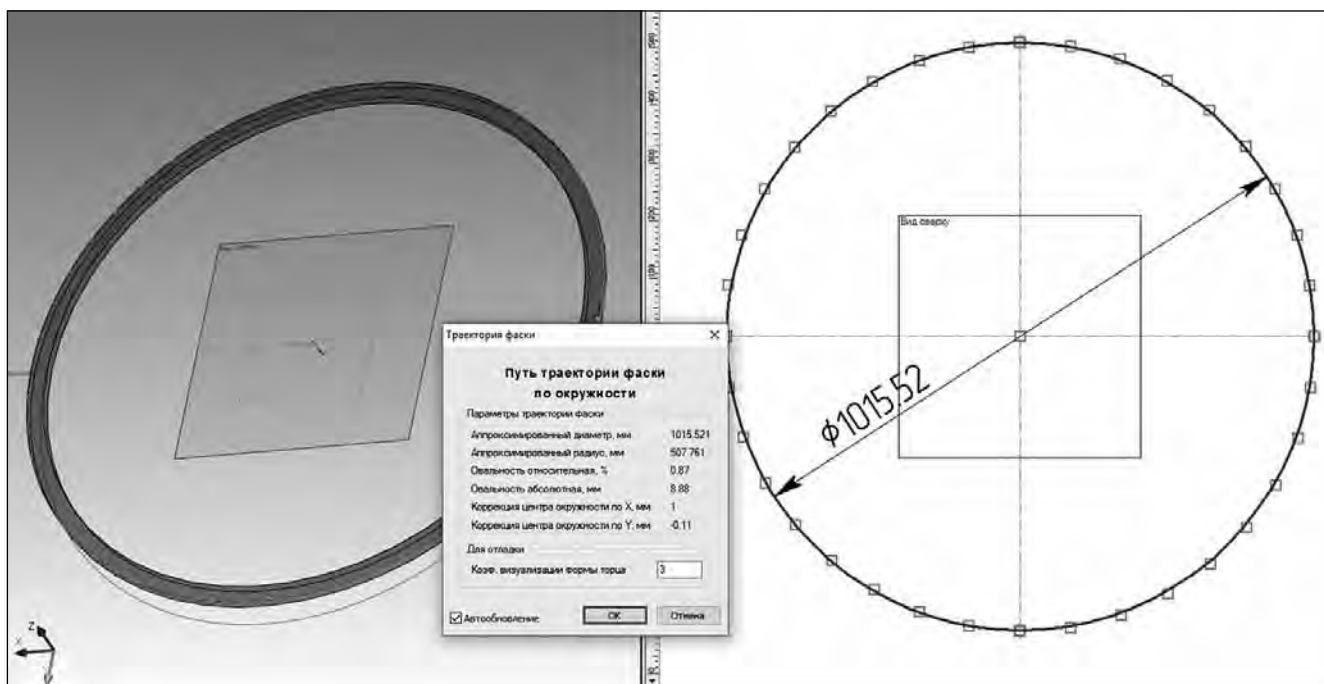 Траектория фаски
Путь траектории фаски
по окружности
Параметры траектории фаски
Аппроксимированный диаметр, мм 1015.521
Аппроксимированный радиус, мм 507.761
Овальность относительная, % 0.87
Овальность абсолютная, мм 8.88
Коррекция центра окружности по X, мм 1
Коррекция центра окружности по Y, мм -0.11
Для отладки
Коэф. визуализации формы торца 3
Автообновление
OK
Отмена
X
Z
Вид сверху
ϕ1015.52